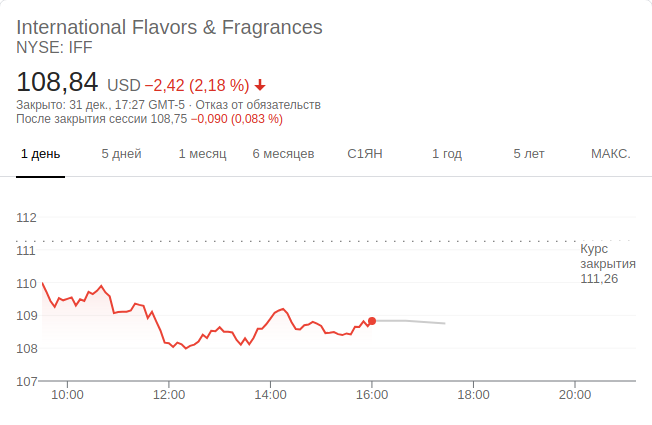 International Flavors & Fragrances
NYSE: IFF
108,84 USD −2,42 (2,18 %)
Закрыто: 31 дек., 17:27 GMT-5 · Отказ от обязательств
После закрытия сессии 108,75 −0,090 (0,083 %)
1 день 5 дней 1 месяц 6 месяцев С1ЯН 1 год 5 лет МАКС.
112
111
Курс
закрытия
111,26
110
109
108
107
10:00 12:00 14:00 16:00 18:00 20:00